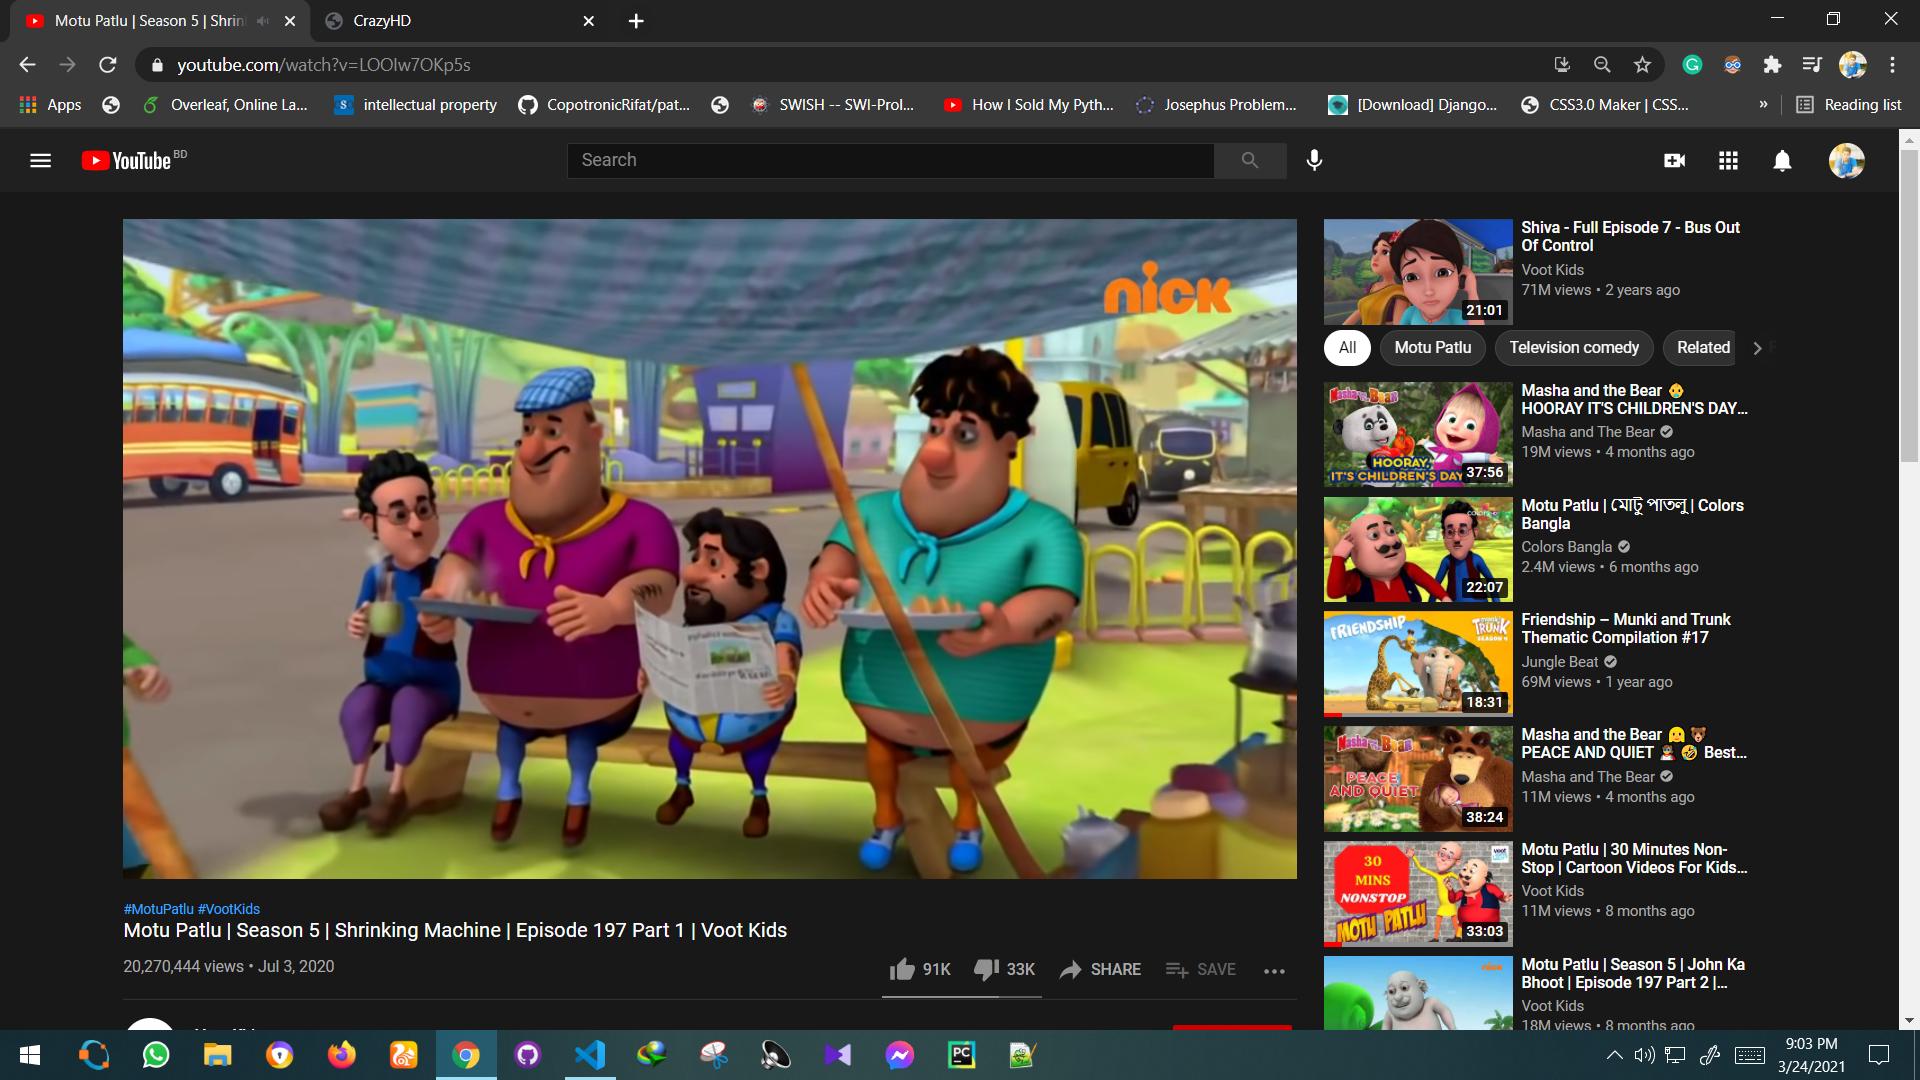 Motu Patlu | Season 5 | Shrin
CrazyHD
youtube.com/watch?v=LOOIw7OKp5s
Apps
Overleaf, Online La...
intellectual property
CopotronicRifat/pat...
SWISH -- SWI-Prol...
How I Sold My Pyth...
Josephus Problem...
[Download] Django...
CSS3.0 Maker | CSS...
»
Reading list
YouTube BD
Search
nick
#MotuPatlu #VootKids
Motu Patlu | Season 5 | Shrinking Machine | Episode 197 Part 1 | Voot Kids
20,270,444 views • Jul 3, 2020
91K
33K
SHARE
SAVE
Shiva - Full Episode 7 - Bus Out
Of Control
Voot Kids
71M views • 2 years ago
21:01
All
Motu Patlu
Television comedy
Related
Masha and the Bear 👶
HOORAY IT'S CHILDREN'S DAY...
Masha and The Bear
19M views • 4 months ago
Masha and the Bear
HOORAY,
IT'S CHILDREN'S DAY
37:56
Motu Patlu | মোটু পাতলু | Colors
Bangla
Colors Bangla
2.4M views • 6 months ago
22:07
Friendship – Munki and Trunk
Thematic Compilation #17
Jungle Beat
69M views • 1 year ago
FRIENDSHIP
MUNKI TRUNK
18:31
Masha and the Bear 👱‍♀️🐻
PEACE AND QUIET 🙇‍♀️🤣 Best...
Masha and The Bear
11M views • 4 months ago
Masha and the Bear
PEACE
AND QUIET
38:24
Motu Patlu | 30 Minutes Non-
Stop | Cartoon Videos For Kids...
Voot Kids
11M views • 8 months ago
30
MINS
NONSTOP
MOTU PATLU
33:03
Motu Patlu | Season 5 | John Ka
Bhoot | Episode 197 Part 2 |...
Voot Kids
18M views • 8 months ago
nick
9:03 PM
3/24/2021